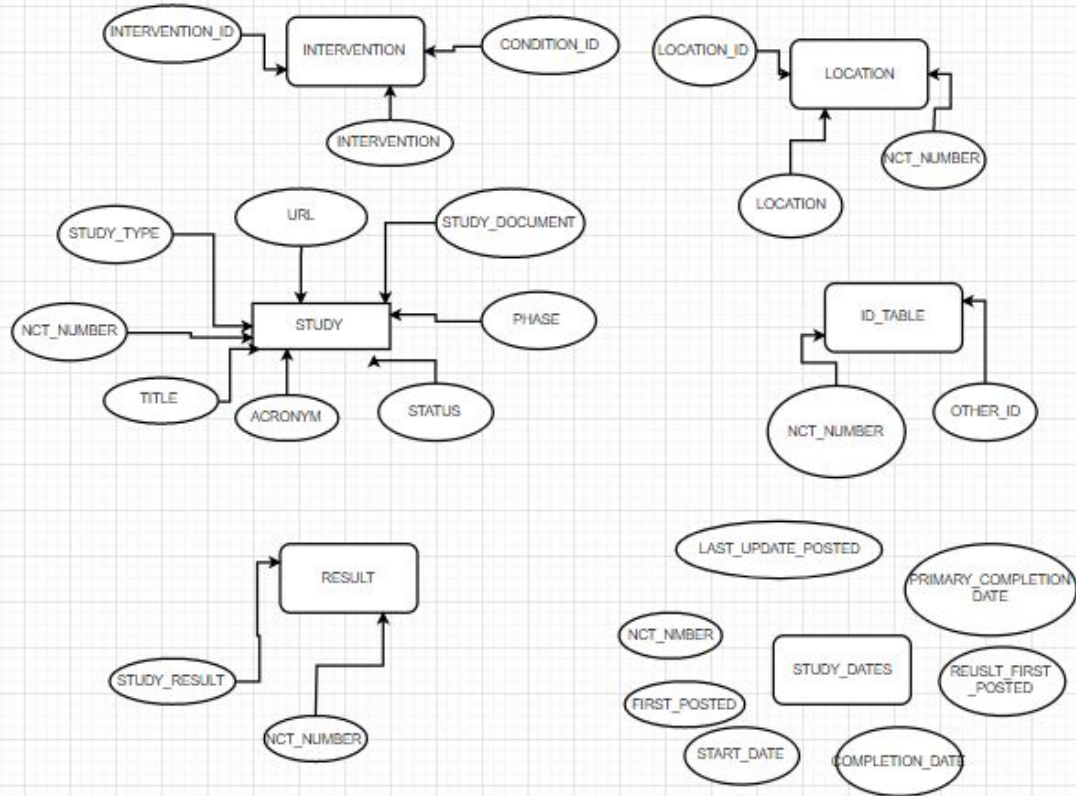 INTERVENTION_ID
INTERVENTION
CONDITION_ID
INTERVENTION
LOCATION_ID
LOCATION
NCT_NUMBER
LOCATION
URL
STUDY_DOCUMENT
STUDY_TYPE
NCT_NUMBER
STUDY
PHASE
TITLE
ACRONYM
STATUS
ID_TABLE
NCT_NUMBER
OTHER_ID
RESULT
STUDY_RESULT
NCT_NUMBER
LAST_UPDATE_POSTED
PRIMARY_COMPLETION
DATE
NCT_NMBER
STUDY_DATES
REUSLT_FIRST
_POSTED
FIRST_POSTED
START_DATE
COMPLETION_DATE